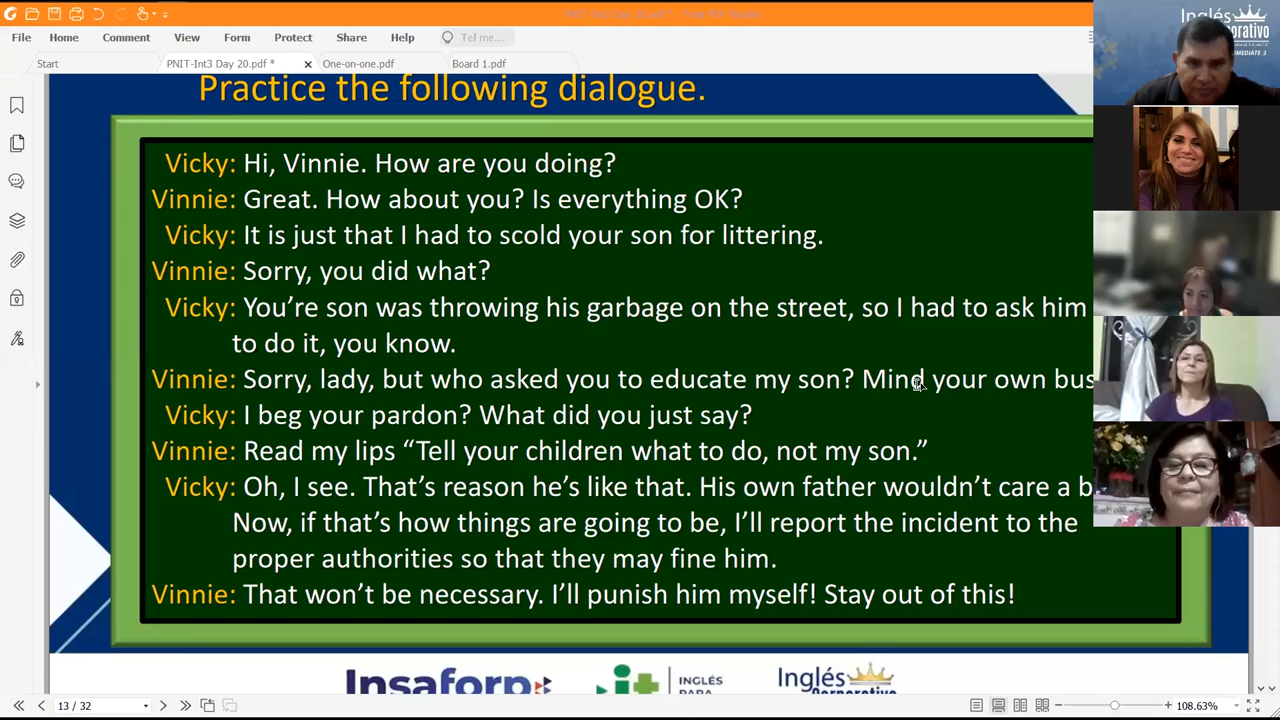 File Home Comment View Form Protect Share Help Tell me...
Start PNIT-Int3 Day 20.pdf * One-on-one.pdf Board 1.pdf
Practice the following dialogue.
Vicky: Hi, Vinnie. How are you doing?
Vinnie: Great. How about you? Is everything OK?
Vicky: It is just that I had to scold your son for littering.
Vinnie: Sorry, you did what?
Vicky: You’re son was throwing his garbage on the street, so I had to ask him
to do it, you know.
Vinnie: Sorry, lady, but who asked you to educate my son? Mind your own bus
Vicky: I beg your pardon? What did you just say?
Vinnie: Read my lips “Tell your children what to do, not my son.”
Vicky: Oh, I see. That’s reason he’s like that. His own father wouldn’t care a b
Now, if that’s how things are going to be, I’ll report the incident to the
proper authorities so that they may fine him.
Vinnie: That won’t be necessary. I’ll punish him myself! Stay out of this!
Insaforp
INGLÉS
PARA
Inglés
Corporativo
13 / 32
108.63%
Inglés
Corporativo